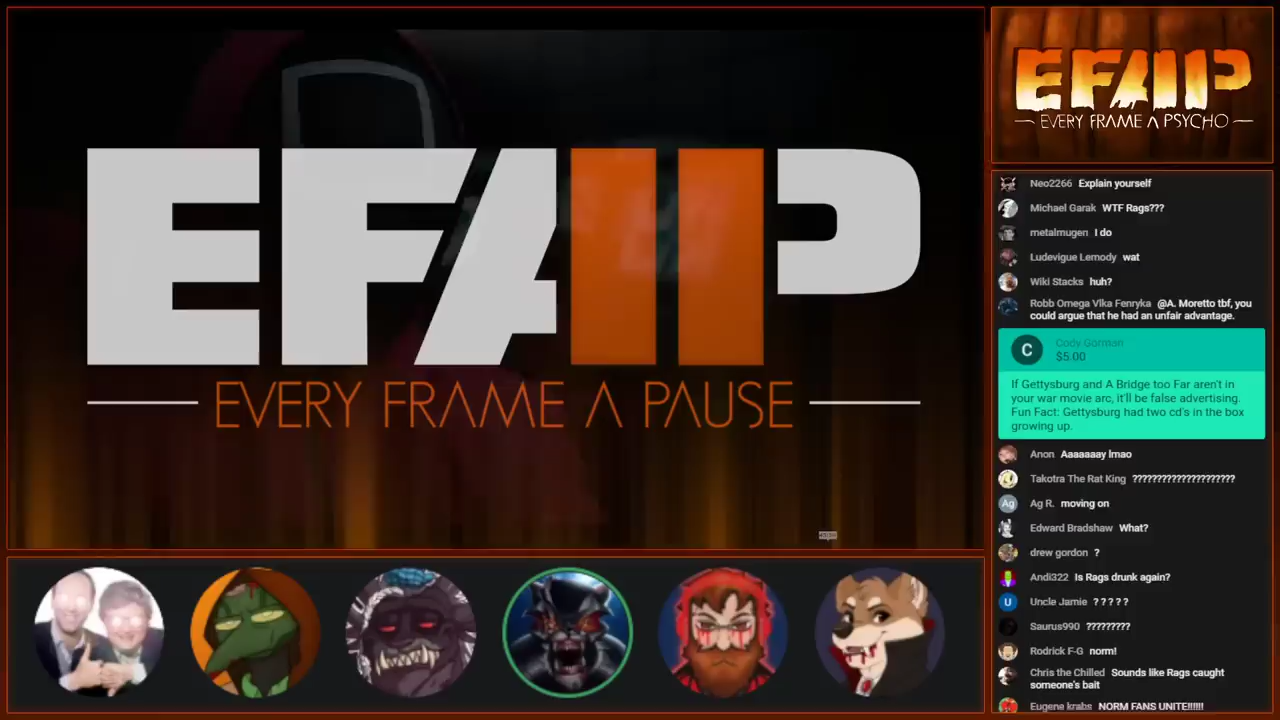 EFAIIP
EVERY FRAME A PAUSE
EFAIIP
EVERY FRAME A PSYCHO
Neo2266 Explain yourself
Michael Garak WTF Rags???
metalmugen I do
Ludevigue Lemody wat
Wiki Stacks huh?
Robb Omega Vlka Fenryka @A. Moretto tbf, you
could argue that he had an unfair advantage.
C
Cody Gorman
$5.00
If Gettysburg and A Bridge too Far aren't in
your war movie arc, it'll be false advertising.
Fun Fact: Gettysburg had two cd's in the box
growing up.
Anon Aaaaaaay lmao
Takotra The Rat King ?????????????????????
Ag Ag R. moving on
Edward Bradshaw What?
drew gordon ?
Andi322 Is Rags drunk again?
U Uncle Jamie ? ? ? ? ?
Saurus990 ?????????
Rodrick F-G norm!
Chris the Chilled Sounds like Rags caught
someone's bait
Eugene krabs NORM FANS UNITE!!!!!!